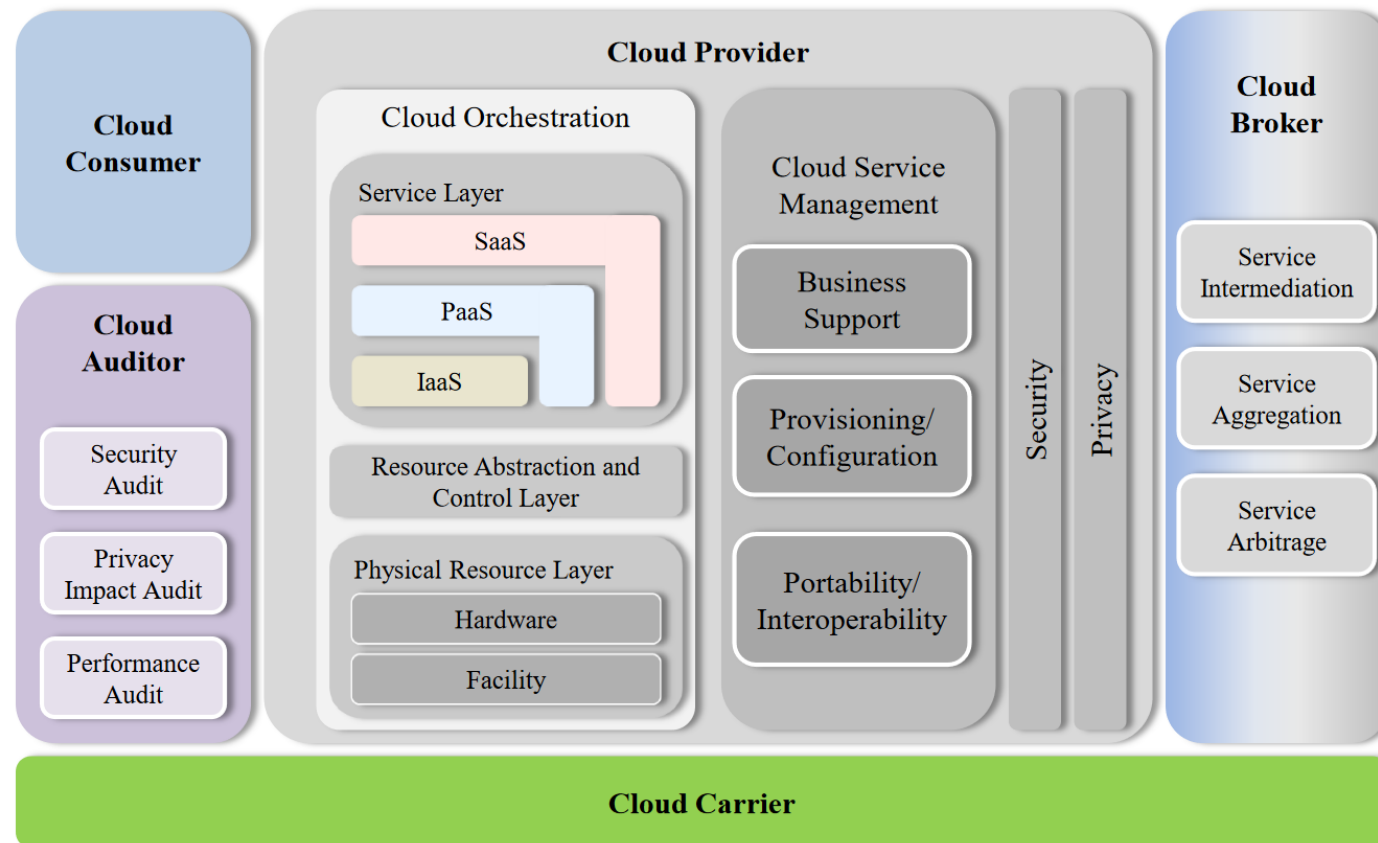 Cloud
Consumer
Cloud
Auditor
Security
Audit
Privacy
Impact Audit
Performance
Audit
Cloud Provider
Cloud Orchestration
Service Layer
SaaS
PaaS
IaaS
Resource Abstraction and
Control Layer
Physical Resource Layer
Hardware
Facility
Cloud Service
Management
Business
Support
Provisioning/
Configuration
Portability/
Interoperability
Security
Privacy
Cloud
Broker
Service
Intermediation
Service
Aggregation
Service
Arbitrage
Cloud Carrier